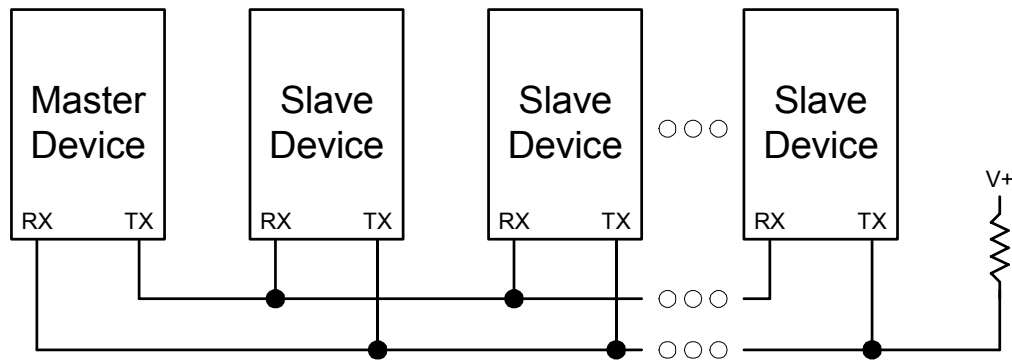 Master
Device
Slave
Device
Slave
Device
Slave
Device
RX TX
RX TX
RX TX
RX TX
V+